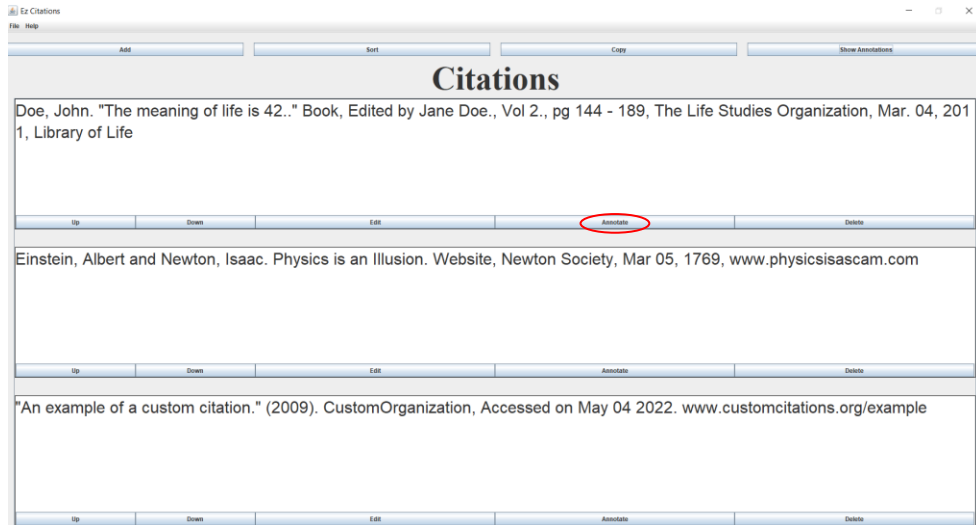 Ez Citations
File Help
Add Sort Copy Show Annotations
Citations
Doe, John. "The meaning of life is 42.." Book, Edited by Jane Doe., Vol 2., pg 144 - 189, The Life Studies Organization, Mar. 04, 201
1, Library of Life
Up Down Edit Annotate Delete
Einstein, Albert and Newton, Isaac. Physics is an Illusion. Website, Newton Society, Mar 05, 1769, www.physicsisascam.com
Up Down Edit Annotate Delete
"An example of a custom citation." (2009). CustomOrganization, Accessed on May 04 2022. www.customcitations.org/example
Up Down Edit Annotate Delete